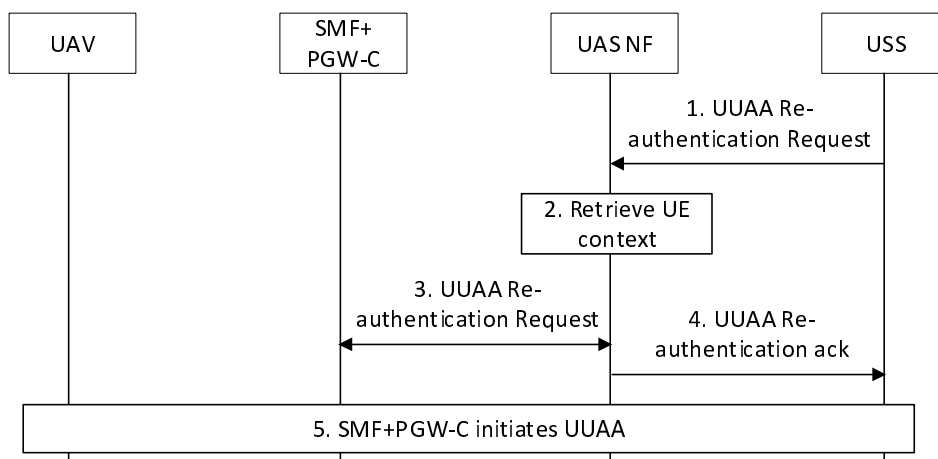 UAV
SMF+
PGW-C
UAS NF
USS
1. UUAA Re-
authentication Request
2. Retrieve UE
context
3. UUAA Re-
authentication Request
4. UUAA Re-
authentication ack
5. SMF+PGW-C initiates UUAA